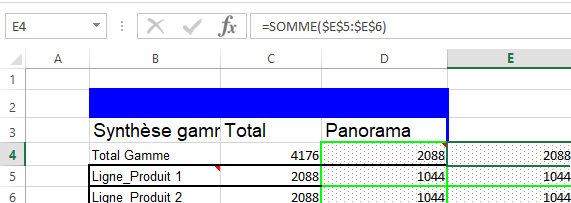 E4 fx =SOMME($E$5:$E$6)
A B C D E
1
2
3 Synthèse gamm Total Panorama
4 Total Gamme 4176 2088 2088
5 Ligne_Produit 1 2088 1044 1044
6 Ligne_Produit 2 2088 1044 1044